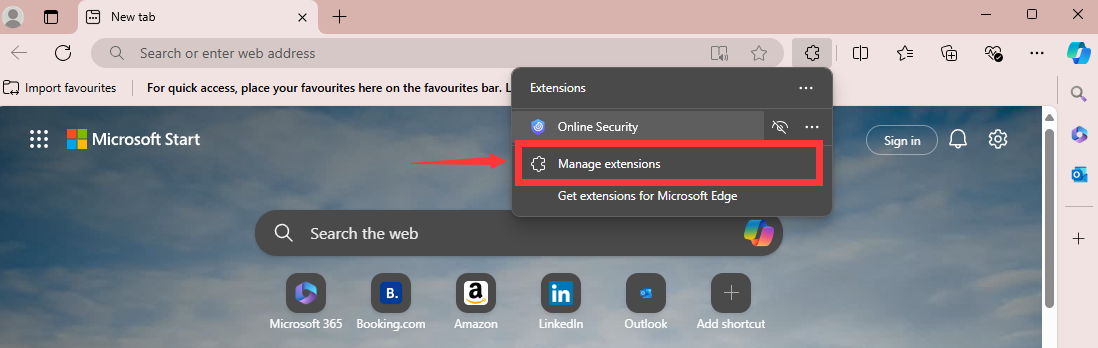 New tab
Search or enter web address
Import favourites
For quick access, place your favourites here on the favourites bar. L
Extensions
Online Security
Manage extensions
Get extensions for Microsoft Edge
Microsoft Start
Sign in
Search the web
B.
a
in
Microsoft 365
Booking.com
Amazon
LinkedIn
Outlook
Add shortcut